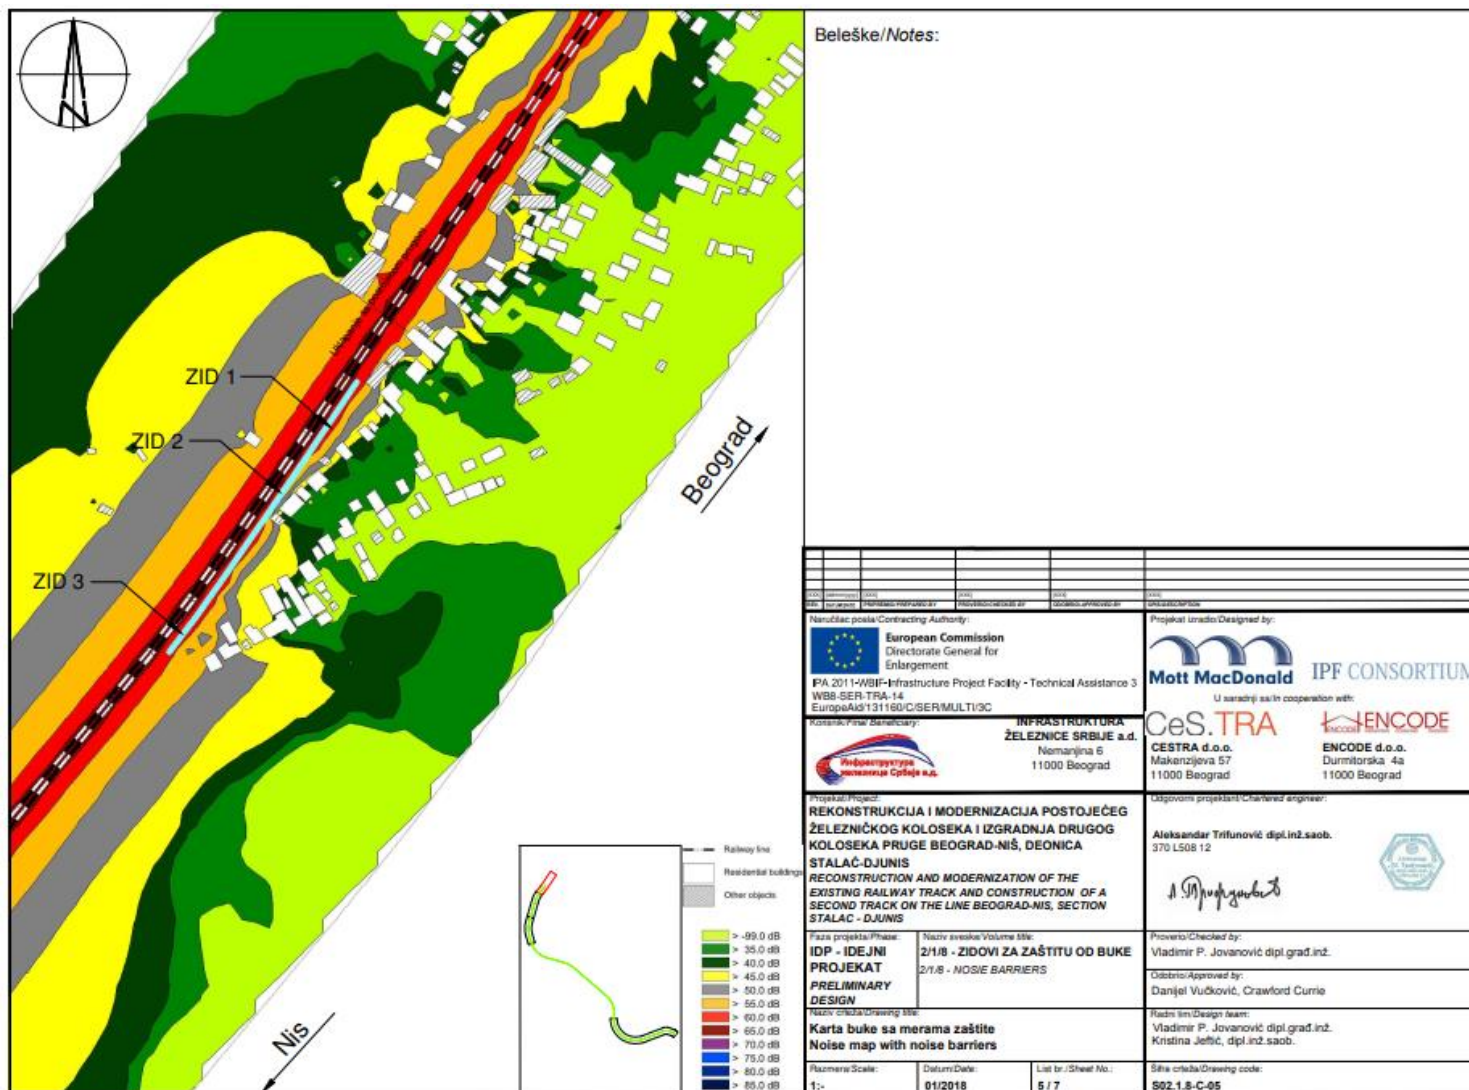 Beleške/Notes:
ZID 1
ZID 2
ZID 3
Beograd
Nis
Railway line
Residential buildings
Other objects
> -99.0 dB
> 35.0 dB
> 40.0 dB
> 45.0 dB
> 50.0 dB
> 55.0 dB
> 60.0 dB
> 65.0 dB
> 70.0 dB
> 75.0 dB
> 80.0 dB
> 85.0 dB
Naručilac posla/Contracting Authority:
European Commission
Directorate General for
Enlargement
IPA 2011-WBIF-Infrastructure Project Facility - Technical Assistance 3
WB8-SER-TRA-14
EuropeAid/131160/C/SER/MULTI/3C
Projekat izradio/Designed by:
Mott MacDonald
IPF CONSORTIUM
U saradnji sa/In cooperation with:
CeS.TRA
ENCODE
CESTRA d.o.o.
Makenzijeva 57
11000 Beograd
ENCODE d.o.o.
Durmitorska 4a
11000 Beograd
Korisnik/Final Beneficiary:
Инфраструктура
железнице Србије а.д.
INFRASTRUKTURA
ŽELEZNICE SRBIJE a.d.
Nemanjina 6
11000 Beograd
Projekat/Project:
REKONSTRUKCIJA I MODERNIZACIJA POSTOJEĆEG
ŽELEZNIČKOG KOLOSEKA I IZGRADNJA DRUGOG
KOLOSEKA PRUGE BEOGRAD-NIŠ, DEONICA
STALAĆ-DJUNIS
RECONSTRUCTION AND MODERNIZATION OF THE
EXISTING RAILWAY TRACK AND CONSTRUCTION OF A
SECOND TRACK ON THE LINE BEOGRAD-NIS, SECTION
STALAC - DJUNIS
Odgovorni projektant/Chartered engineer:
Aleksandar Trifunović dipl.inž.saob.
370 L508 12
Faza projekta/Phase:
IDP - IDEJNI
PROJEKAT
PRELIMINARY
DESIGN
Naziv sveske/Volume title:
2/1/8 - ZIDOVI ZA ZAŠTITU OD BUKE
2/1/8 - NOSIE BARRIERS
Proverio/Checked by:
Vladimir P. Jovanović dipl.građ.inž.
Odobrio/Approved by:
Danijel Vučković, Crawford Currie
Naziv crteža/Drawing title:
Karta buke sa merama zaštite
Noise map with noise barriers
Radni tim/Design team:
Vladimir P. Jovanović dipl.građ.inž.
Kristina Jeftić, dipl.inž.saob.
Razmera/Scale:
1:-
Datum/Date:
01/2018
List br./Sheet No.:
5 / 7
Šifra crteža/Drawing code:
S02.1.8-C-05